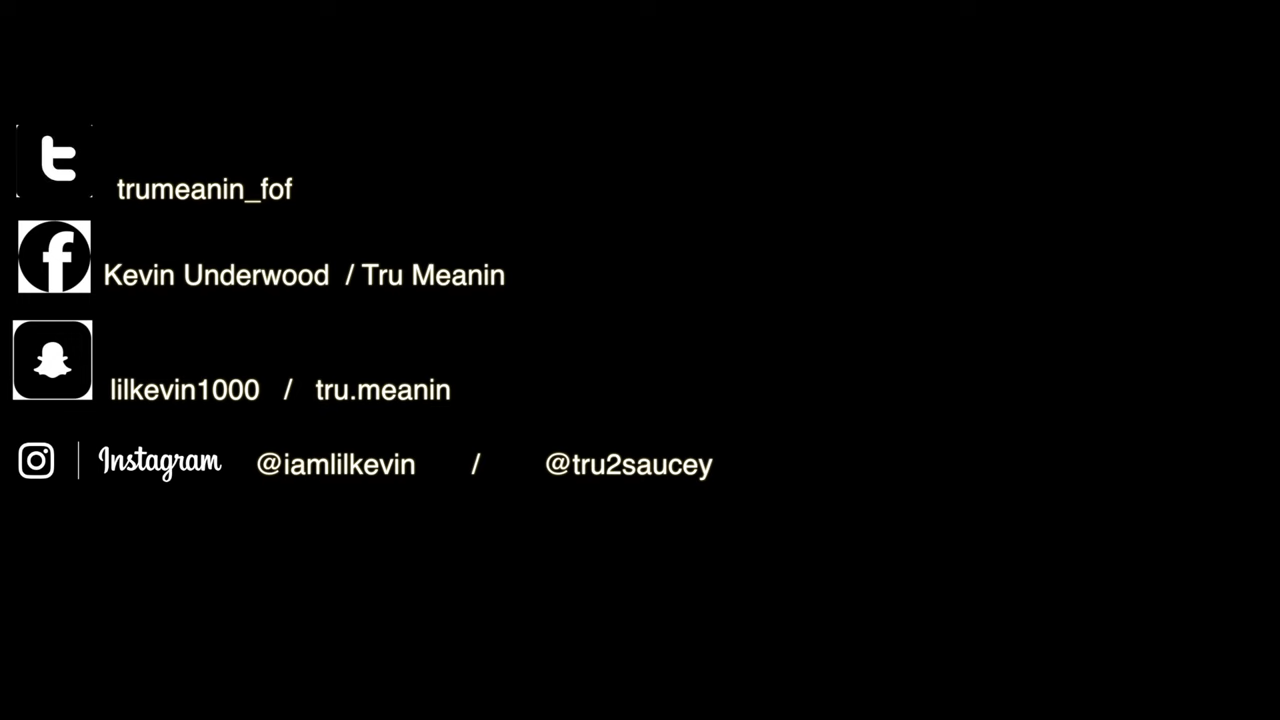 trumeanin_fof
Kevin Underwood / Tru Meanin
lilkevin1000 / tru.meanin
Instagram @iamlilkevin / @tru2saucey